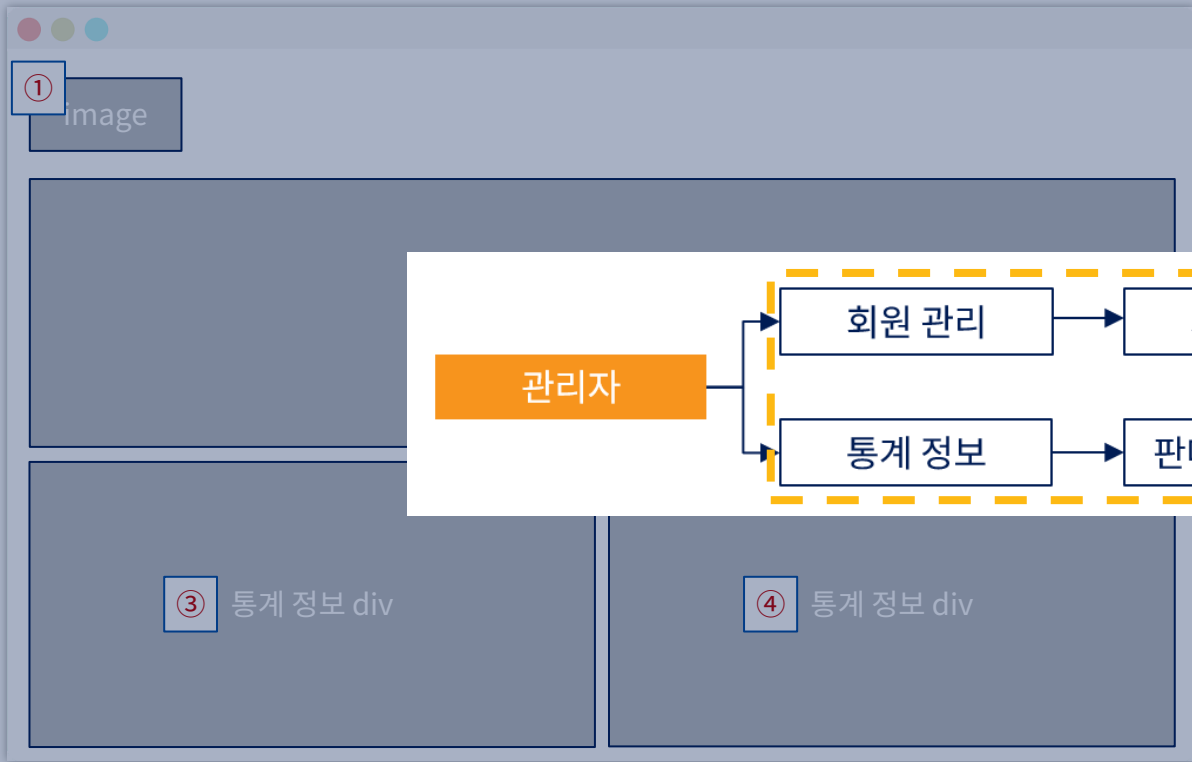 ①
image
회원 관리
관리자
통계 정보
③ 통계 정보 div
④ 통계 정보 div